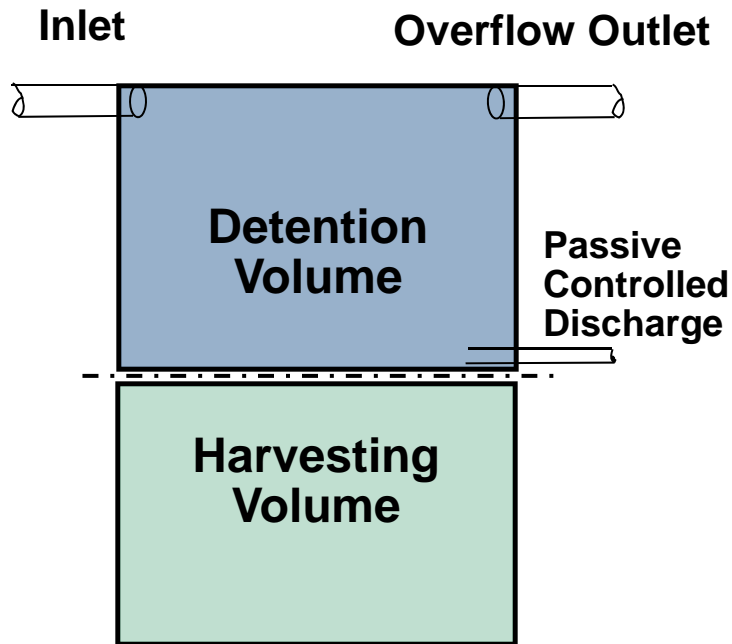 Inlet
Overflow Outlet
Detention
Volume
Passive
Controlled
Discharge
Harvesting
Volume